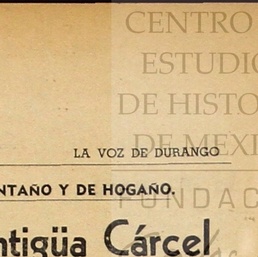 CENTRO
ESTUDIO
DE HISTO
DE MEXI
LA VOZ DE DURANGO
NTAÑO Y DE HOGAÑO.
FUNDAC
ntigüa Cárcel